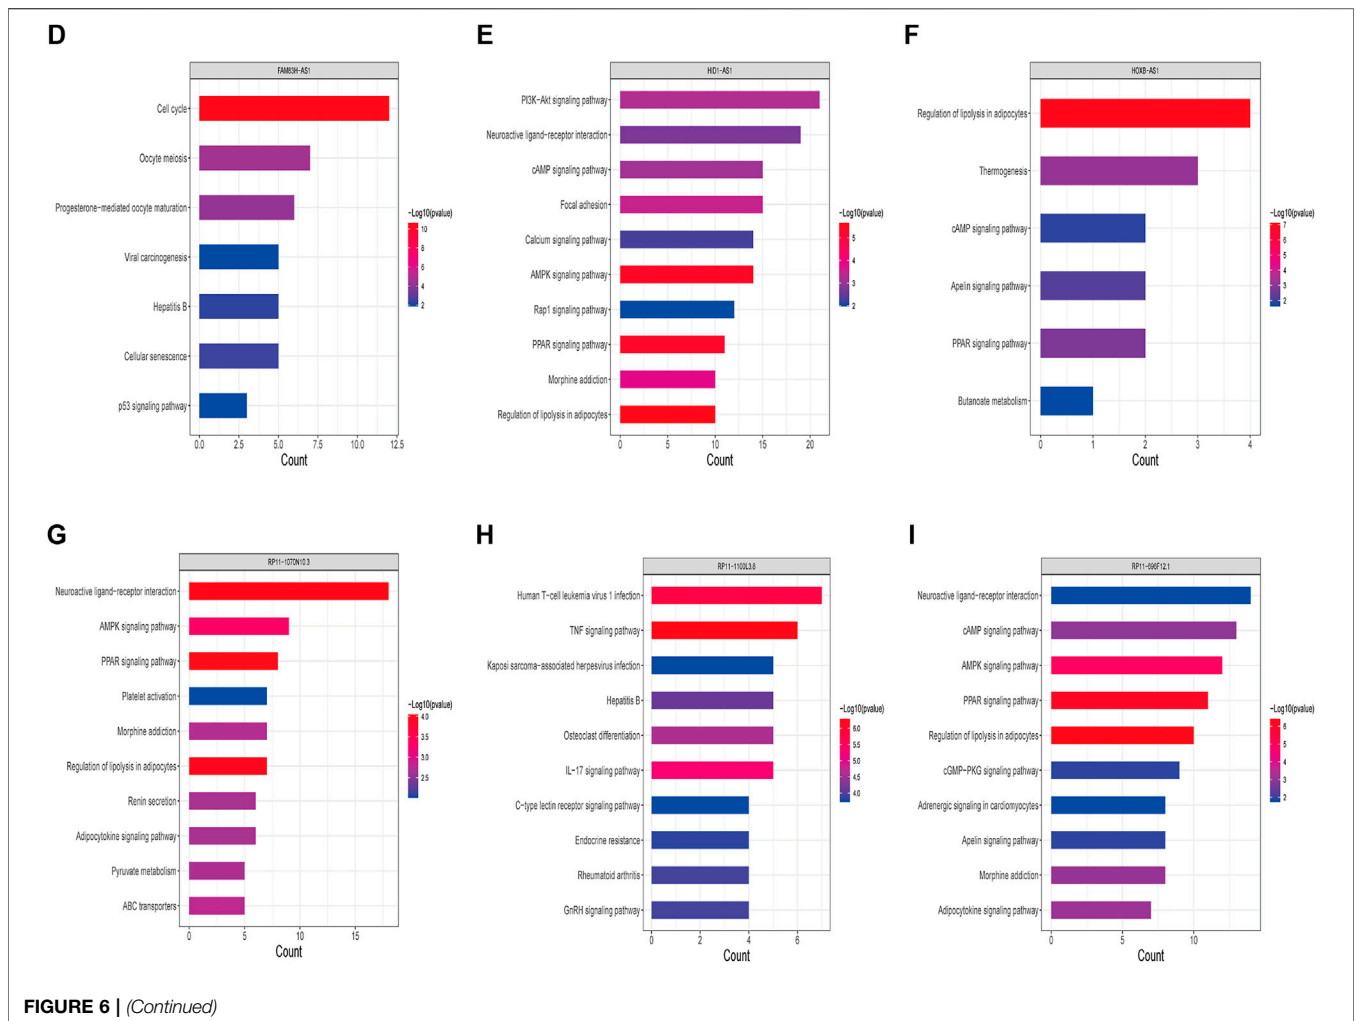 D
FAM83H-AS1
Cell cycle
Oocyte meiosis
Progesterone-mediated oocyte maturation
Viral carcinogenesis
Hepatitis B
Cellular senescence
p53 signaling pathway
0.0 2.5 5.0 7.5 10.0 12.5
Count
-Log10(pvalue)
10
8
6
4
2
E
HID1-AS1
PI3K-Akt signaling pathway
Neuroactive ligand-receptor interaction
cAMP signaling pathway
Focal adhesion
Calcium signaling pathway
AMPK signaling pathway
Rap1 signaling pathway
PPAR signaling pathway
Morphine addiction
Regulation of lipolysis in adipocytes
0 5 10 15 20
Count
-Log10(pvalue)
5
4
3
2
F
HOXB-AS1
Regulation of lipolysis in adipocytes
Thermogenesis
cAMP signaling pathway
Apelin signaling pathway
PPAR signaling pathway
Butanoate metabolism
0 1 2 3 4
Count
-Log10(pvalue)
7
6
5
4
3
2
G
RP11-1070N10.3
Neuroactive ligand-receptor interaction
AMPK signaling pathway
PPAR signaling pathway
Platelet activation
Morphine addiction
Regulation of lipolysis in adipocytes
Renin secretion
Adipocytokine signaling pathway
Pyruvate metabolism
ABC transporters
0 5 10 15
Count
-Log10(pvalue)
4.0
3.5
3.0
2.5
H
RP11-1100L3.8
Human T-cell leukemia virus 1 infection
TNF signaling pathway
Kaposi sarcoma-associated herpesvirus infection
Hepatitis B
Osteoclast differentiation
IL-17 signaling pathway
C-type lectin receptor signaling pathway
Endocrine resistance
Rheumatoid arthritis
GnRH signaling pathway
0 2 4 6
Count
-Log10(pvalue)
6.0
5.5
5.0
4.5
4.0
I
RP11-696F12.1
Neuroactive ligand-receptor interaction
cAMP signaling pathway
AMPK signaling pathway
PPAR signaling pathway
Regulation of lipolysis in adipocytes
cGMP-PKG signaling pathway
Adrenergic signaling in cardiomyocytes
Apelin signaling pathway
Morphine addiction
Adipocytokine signaling pathway
0 5 10
Count
-Log10(pvalue)
6
5
4
3
2
FIGURE 6 | (Continued)